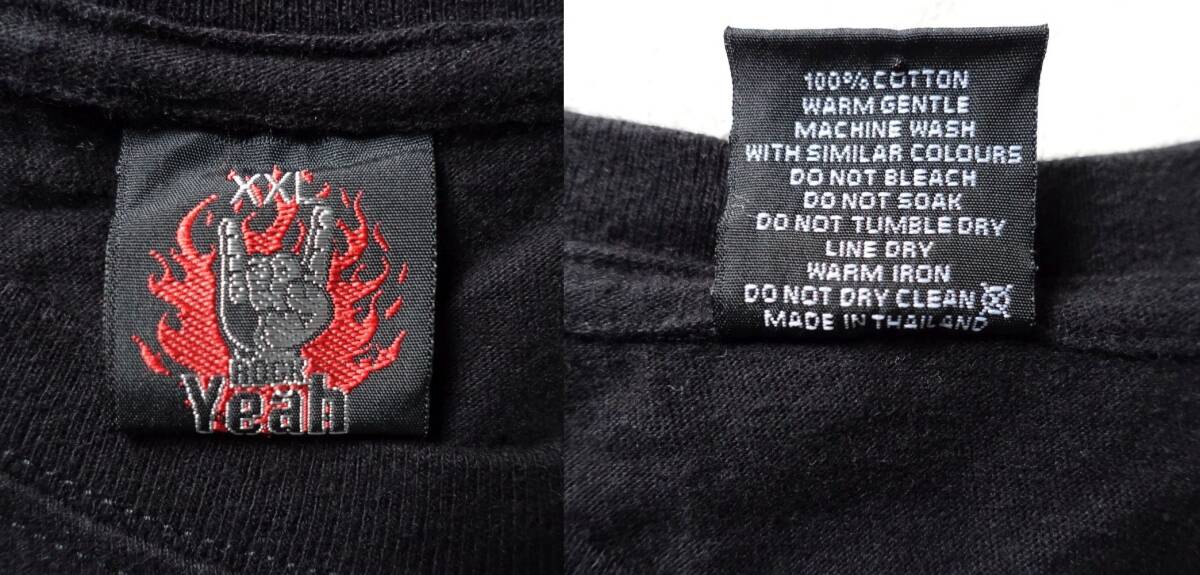 XXL
ROCK
Yeah
100% COTTON
WARM GENTLE
MACHINE WASH
WITH SIMILAR COLOURS
DO NOT BLEACH
DO NOT SOAK
DO NOT TUMBLE DRY
LINE DRY
WARM IRON
DO NOT DRY CLEAN
MADE IN THAILAND